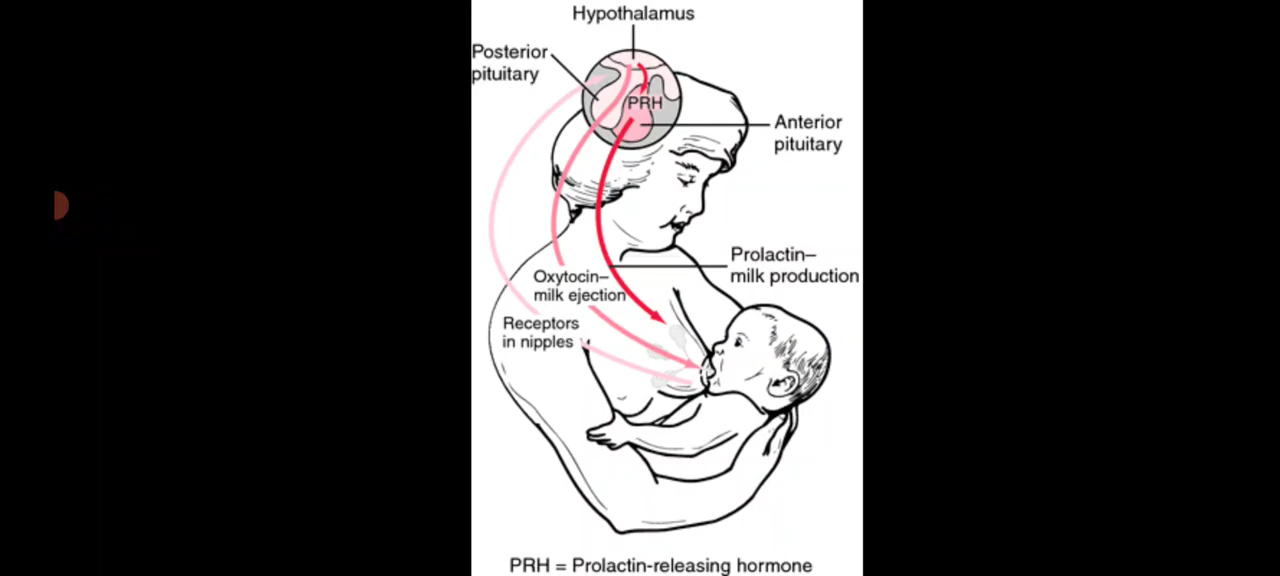 Hypothalamus
Posterior
pituitary
PRH
Anterior
pituitary
Prolactin–
milk production
Oxytocin–
milk ejection
Receptors
in nipples
PRH = Prolactin-releasing hormone